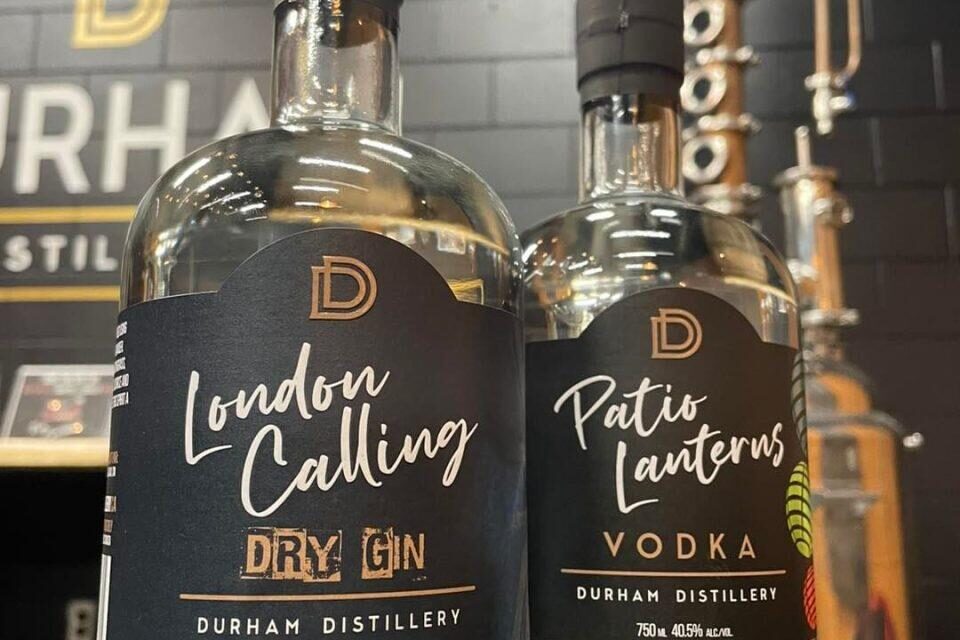 DURHA
STIL
D
London
Calling
DRY GIN
DURHAM DISTILLERY
D
Patio
Lanterns
VODKA
DURHAM DISTILLERY
750 ML 40.5% ALC./VOL.